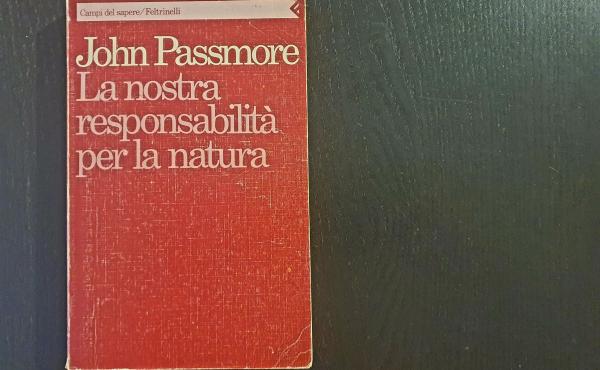 Campi del sapere/Feltrinelli
John Passmore
La nostra
responsabilità
per la natura